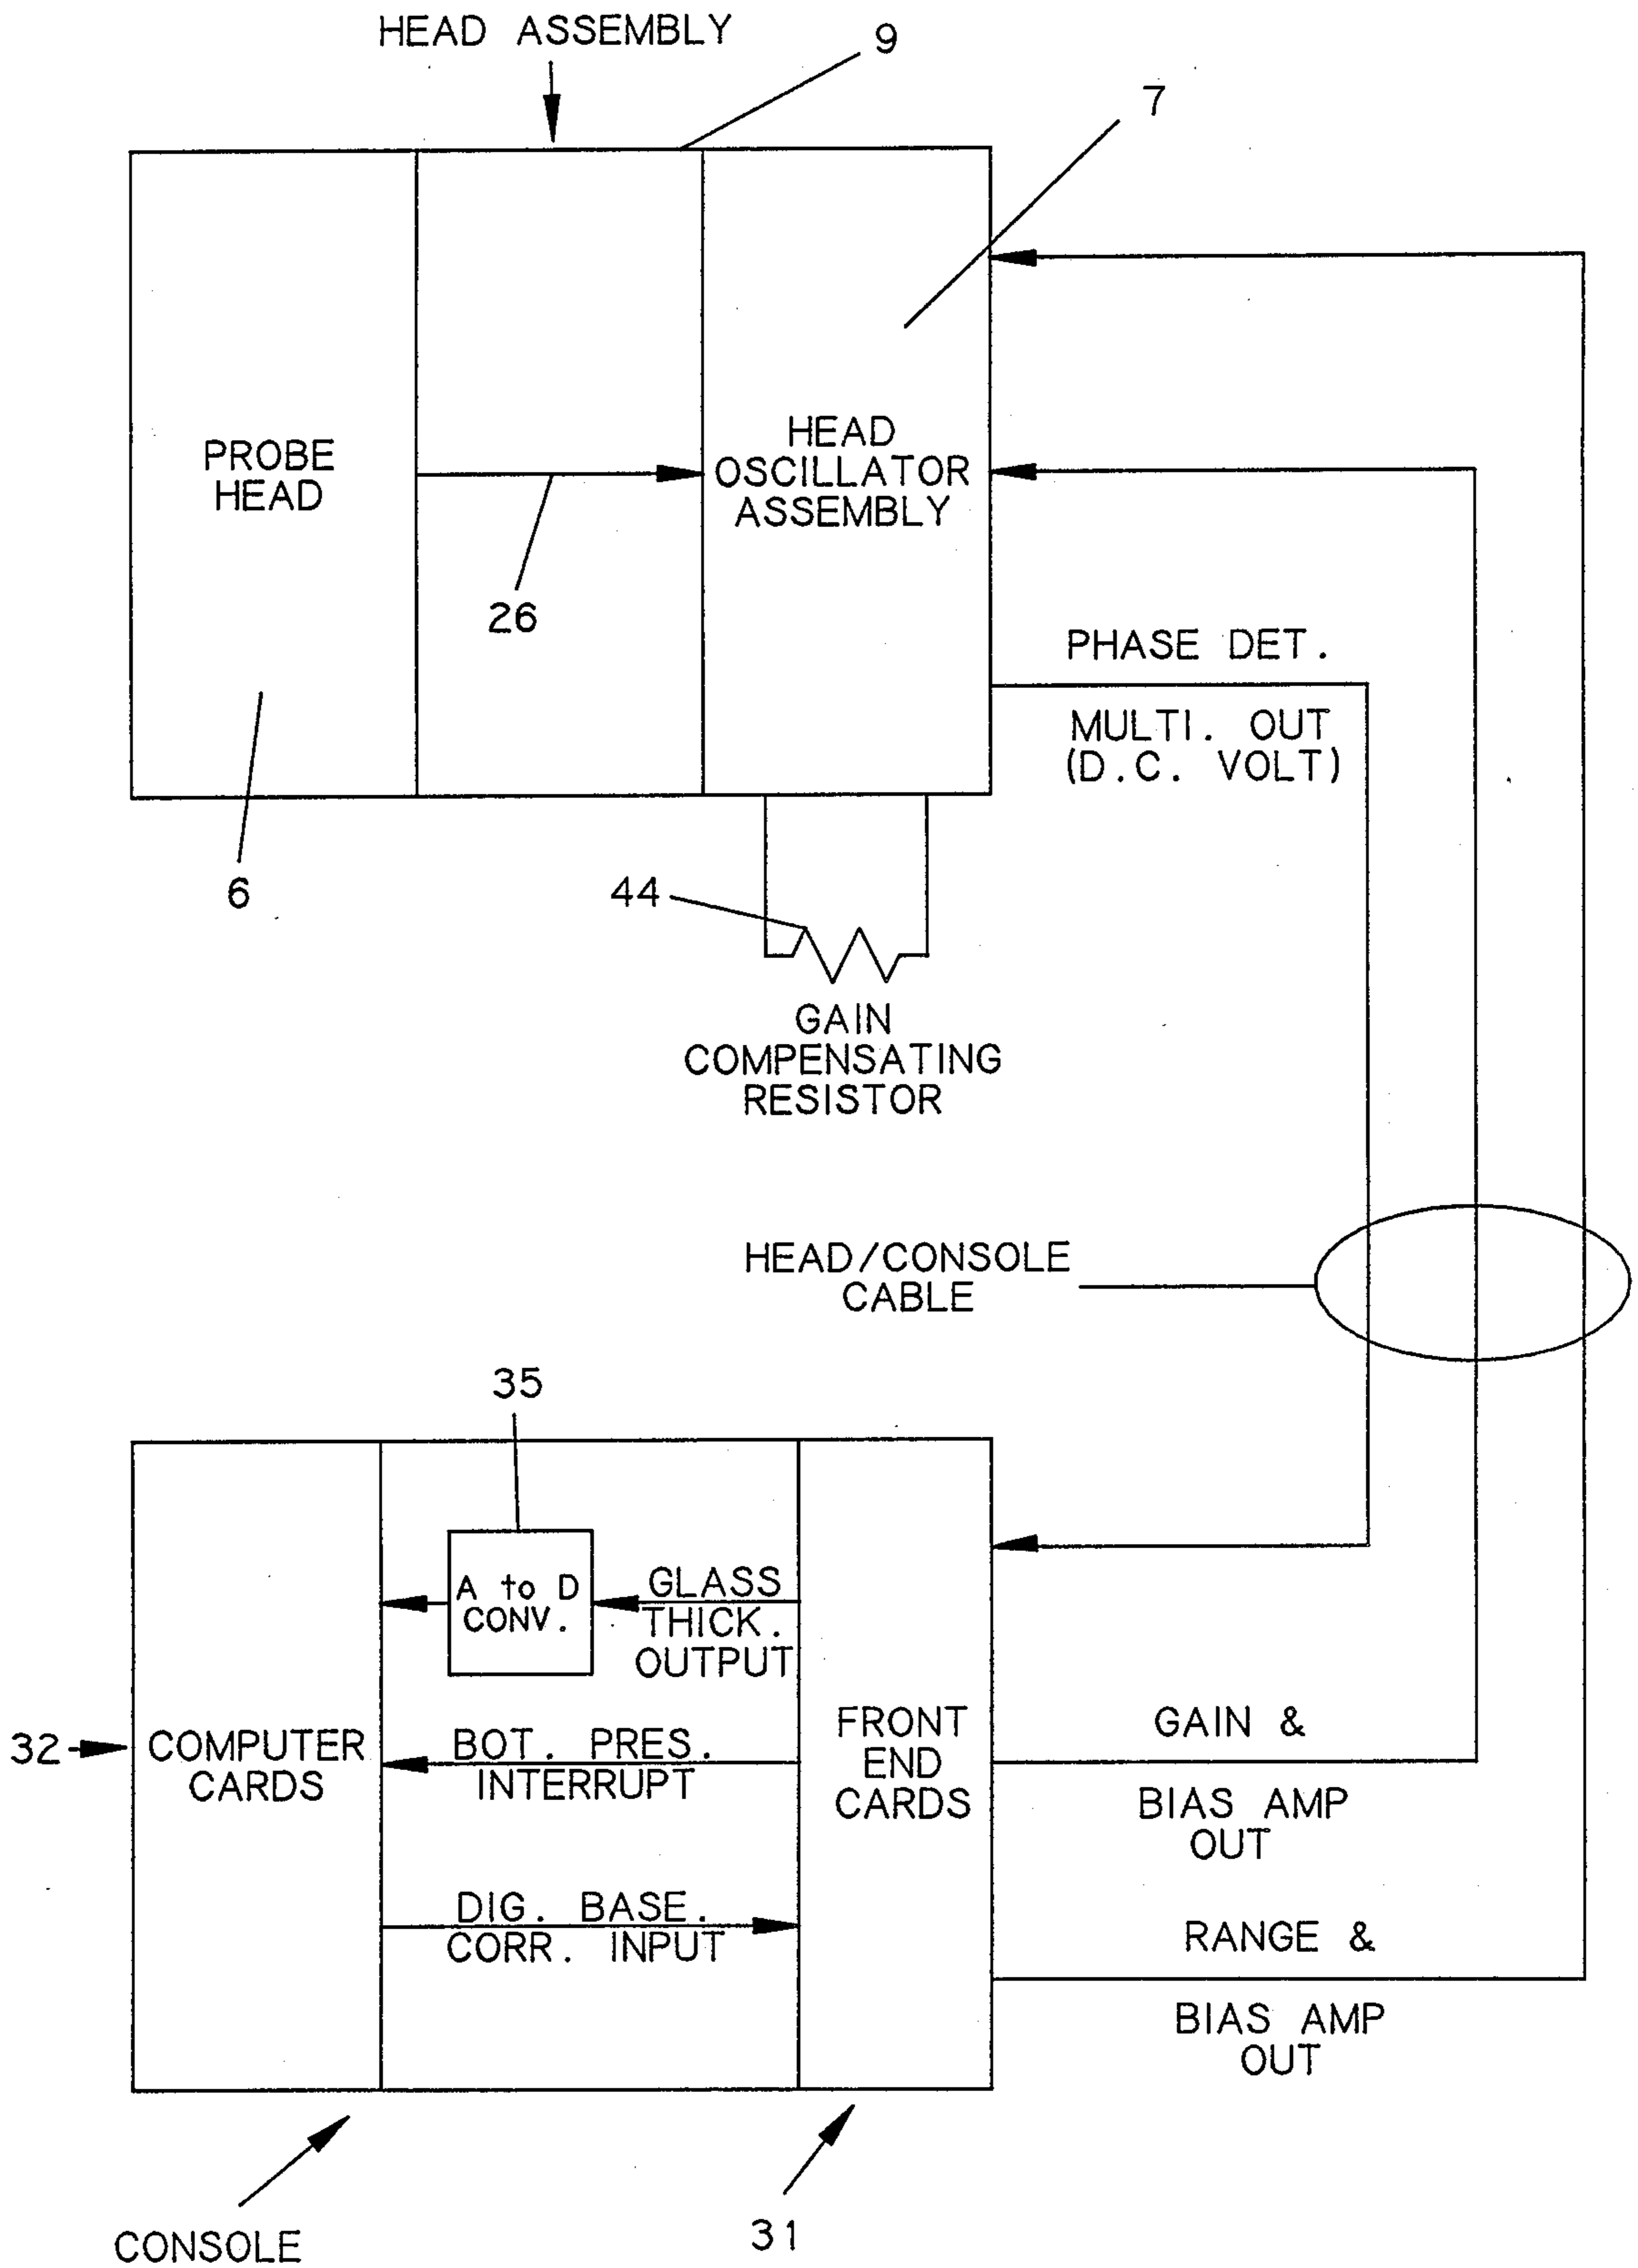 HEAD ASSEMBLY
9
7
PROBE
HEAD
HEAD
OSCILLATOR
ASSEMBLY
26
PHASE DET.
MULTI. OUT
(D.C. VOLT)
6
44
GAIN
COMPENSATING
RESISTOR
HEAD/CONSOLE
CABLE
35
A to D
CONV.
GLASS
THICK.
OUTPUT
32
COMPUTER
CARDS
BOT. PRES.
INTERRUPT
FRONT
END
CARDS
GAIN &
BIAS AMP
OUT
DIG. BASE.
CORR. INPUT
RANGE &
BIAS AMP
OUT
CONSOLE
31